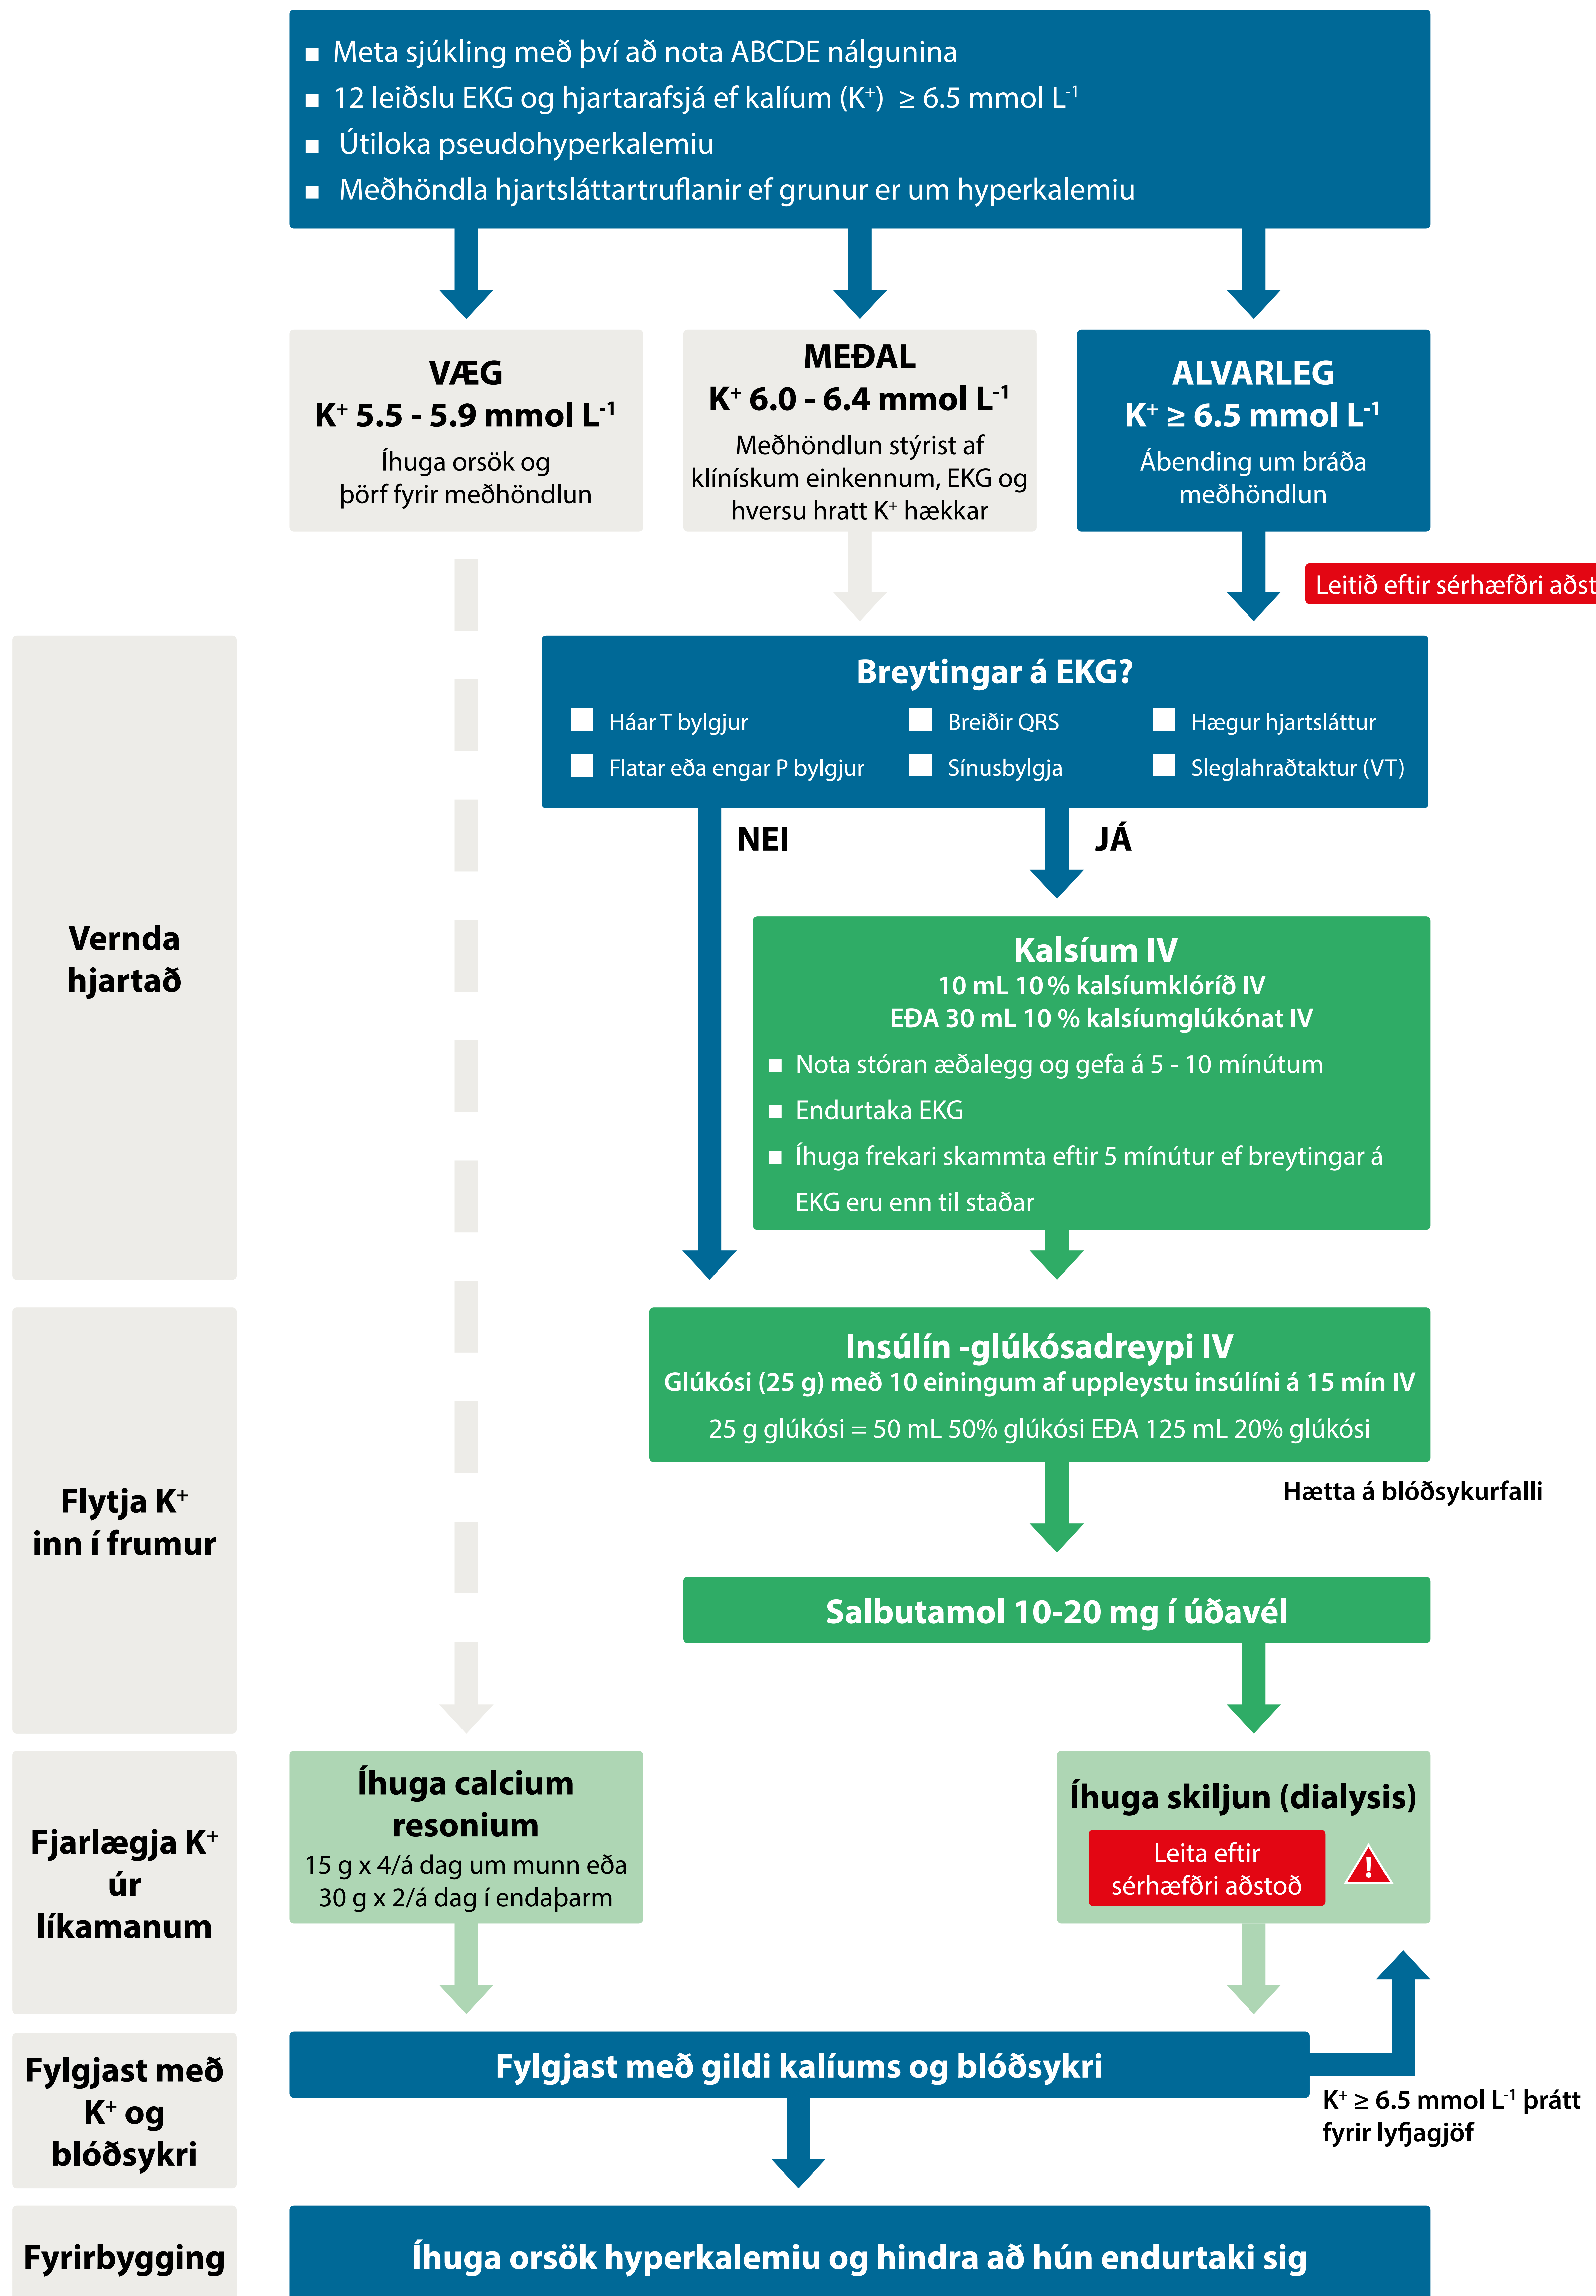 Meta sjúkling með því að nota ABCDE nálgunina
12 leiðslu EKG og hjartarafsjá ef kalíum (K⁺) ≥ 6.5 mmol L⁻¹
Útiloka pseudohyperkalemiu
Meðhöndla hjartsláttartruflanir ef grunur er um hyperkalemiu
VÆG
K⁺ 5.5 - 5.9 mmol L⁻¹
Íhuga orsök og
þörf fyrir meðhöndlun
MEÐAL
K⁺ 6.0 - 6.4 mmol L⁻¹
Meðhöndlun stýrist af
klínískum einkennum, EKG og
hversu hratt K⁺ hækkar
ALVARLEG
K⁺ ≥ 6.5 mmol L⁻¹
Ábending um bráða
meðhöndlun
Leitið eftir sérhæfðri
Vernda
hjartað
Breytingar á EKG?
Háar T bylgjur
Breiðir QRS
Hægur hjartsláttur
Flatar eða engar P bylgjur
Sínusbylgja
Sleglahraðtaktur (VT)
NEI
JÁ
Kalsíum IV
10 mL 10 % kalsíumklóríð IV
EÐA 30 mL 10 % kalsíumglúkónat IV
Nota stóran æðalegg og gefa á 5 - 10 mínútum
Endurtaka EKG
Íhuga frekari skammta eftir 5 mínútur ef breytingar á
EKG eru enn til staðar
Flytja K⁺
inn í frumur
Insúlín -glúkósadreypi IV
Glúkósi (25 g) með 10 einingum af uppleystu insúlíni á 15 mín IV
25 g glúkósi = 50 mL 50% glúkósi EÐA 125 mL 20% glúkósi
Hætta á blóðsykurfalli
Salbutamol 10-20 mg í úðavél
Fjarlægja K⁺
úr
líkamanum
Íhuga calcium
resonium
15 g x 4/á dag um munn eða
30 g x 2/á dag í endaþarm
Íhuga skiljun (dialysis)
Leita eftir
sérhæfðri aðstoð
!
Fylgjast með
K⁺ og
blóðsykri
Fylgjast með gildi kalíums og blóðsykri
K⁺ ≥ 6.5 mmol L⁻¹ þrátt
fyrir lyfjagjöf
Fyrirbygging
Íhuga orsök hyperkalemiu og hindra að hún endurtaki sig